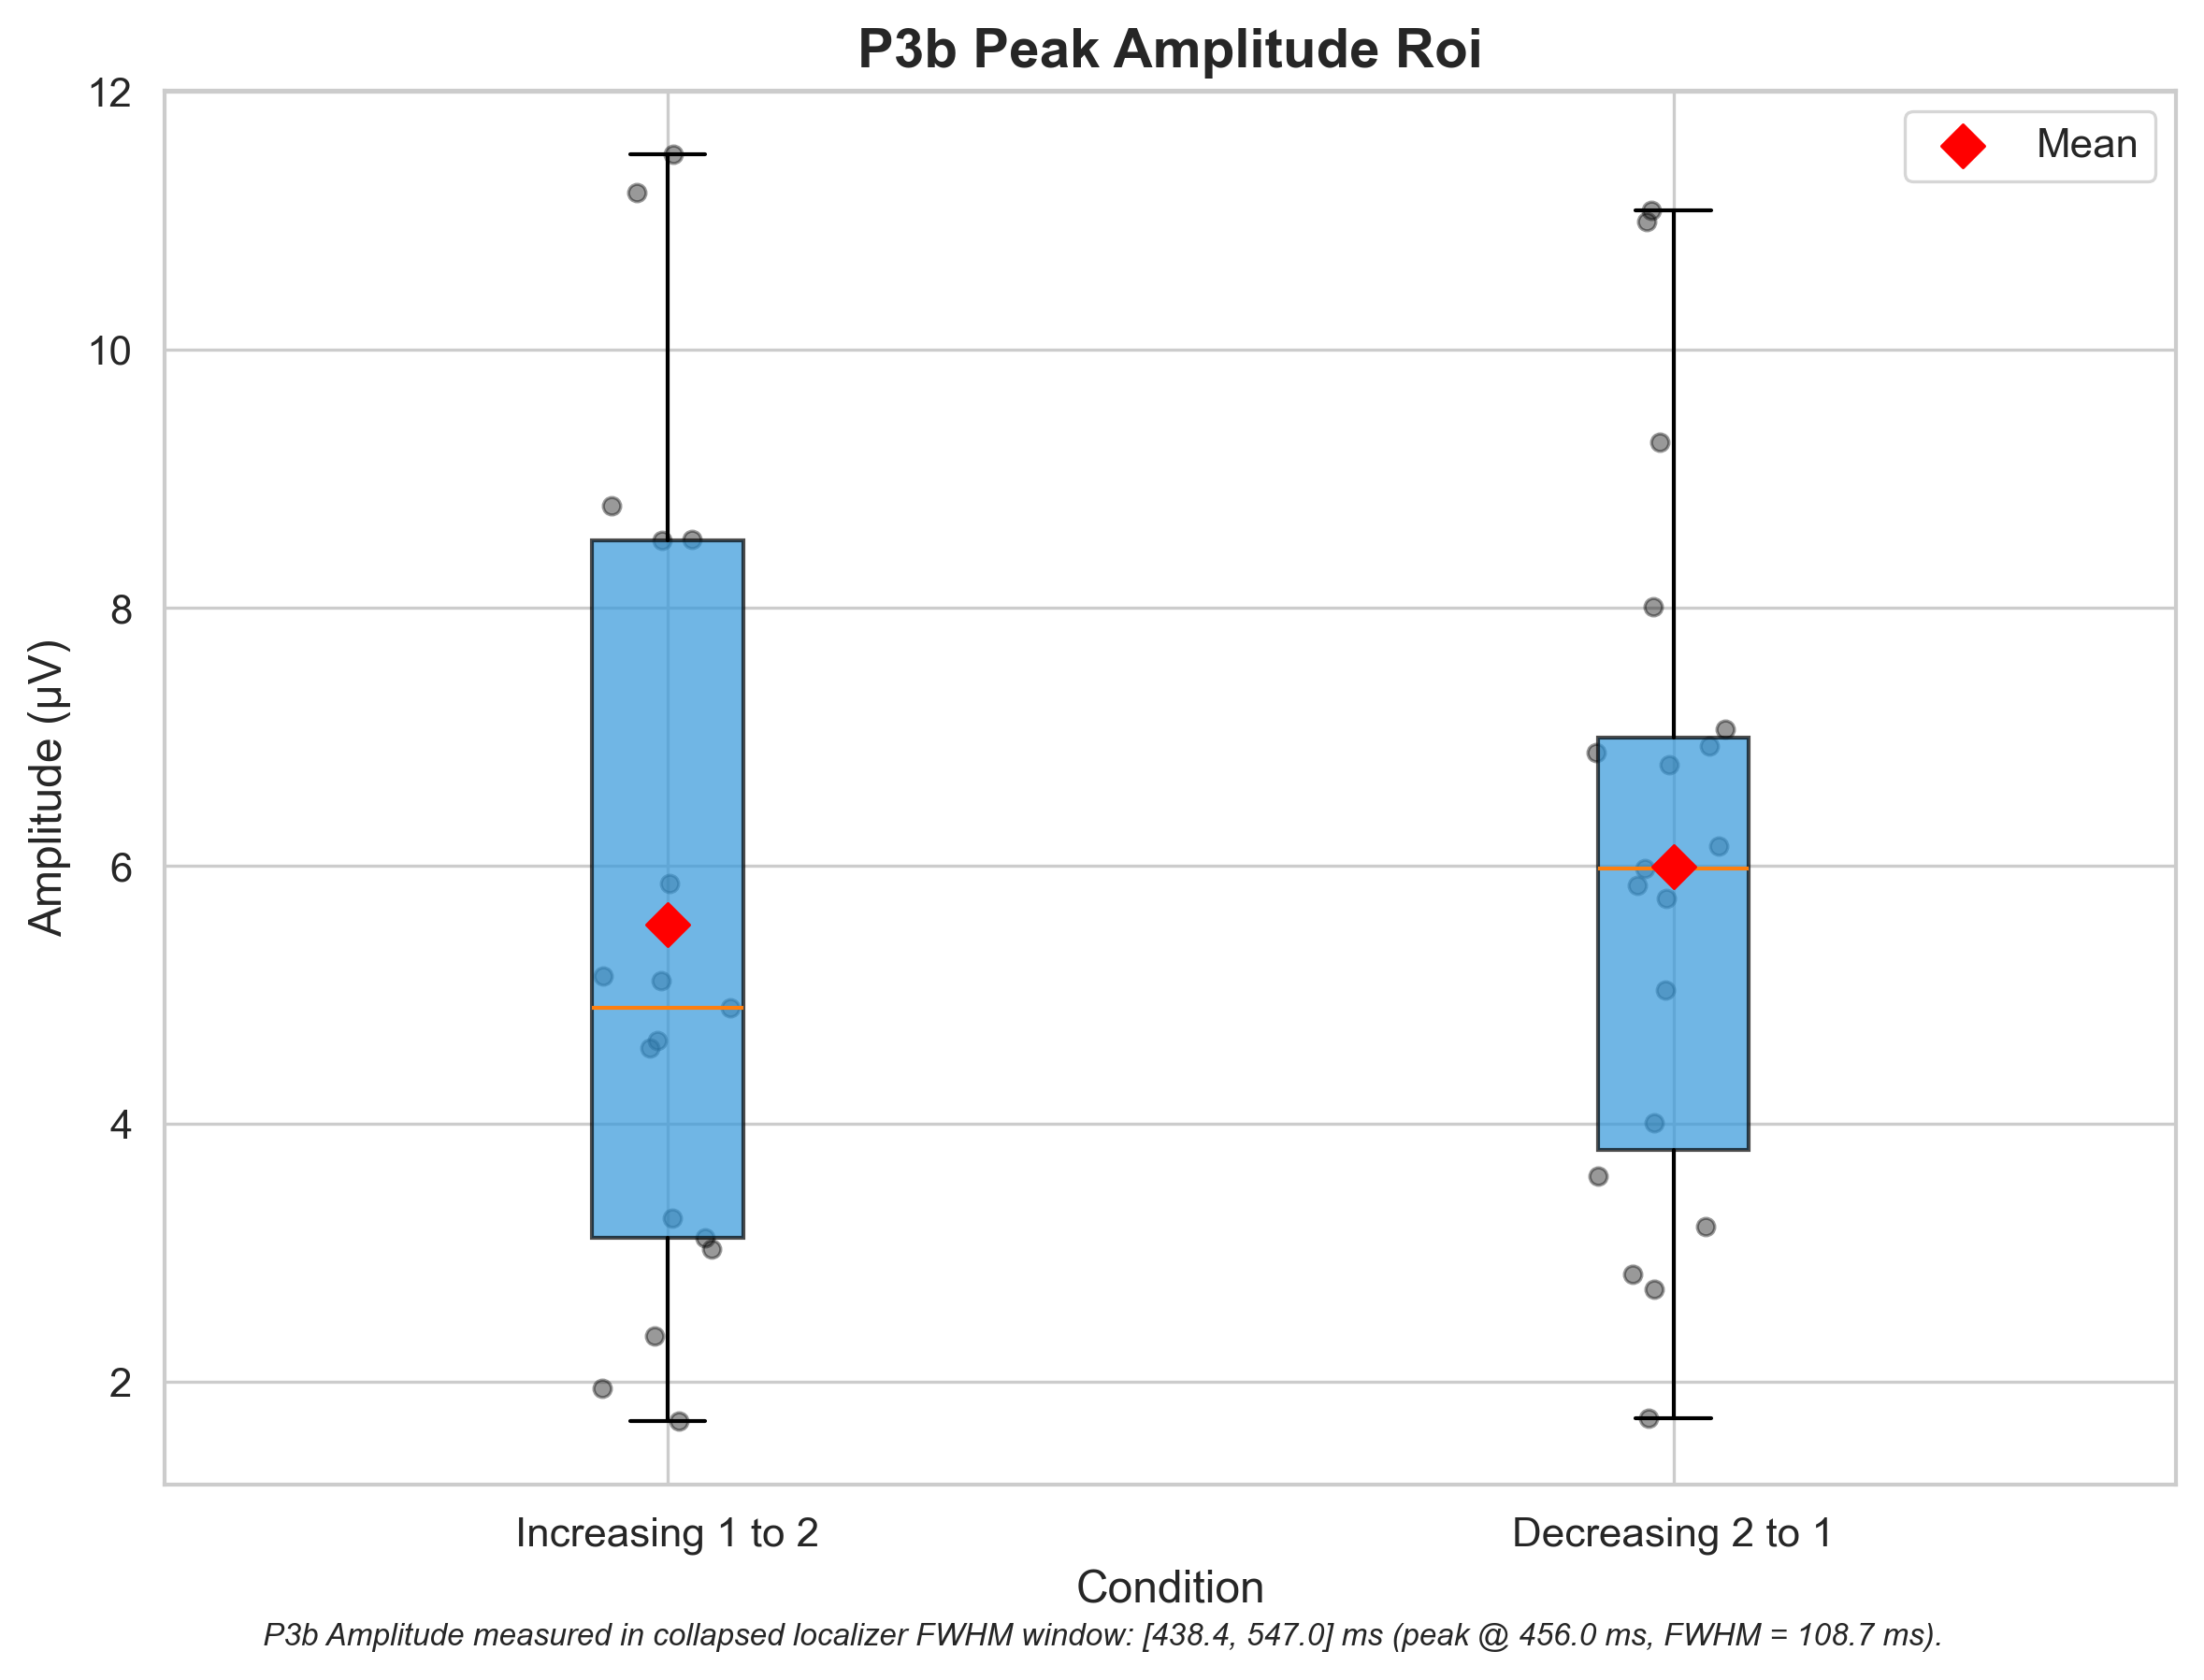 P3b Peak Amplitude Roi
Mean
12
10
8
6
4
2
Amplitude (µV)
Increasing 1 to 2
Decreasing 2 to 1
Condition
P3b Amplitude measured in collapsed localizer FWHM window: [438.4, 547.0] ms (peak @ 456.0 ms, FWHM = 108.7 ms).